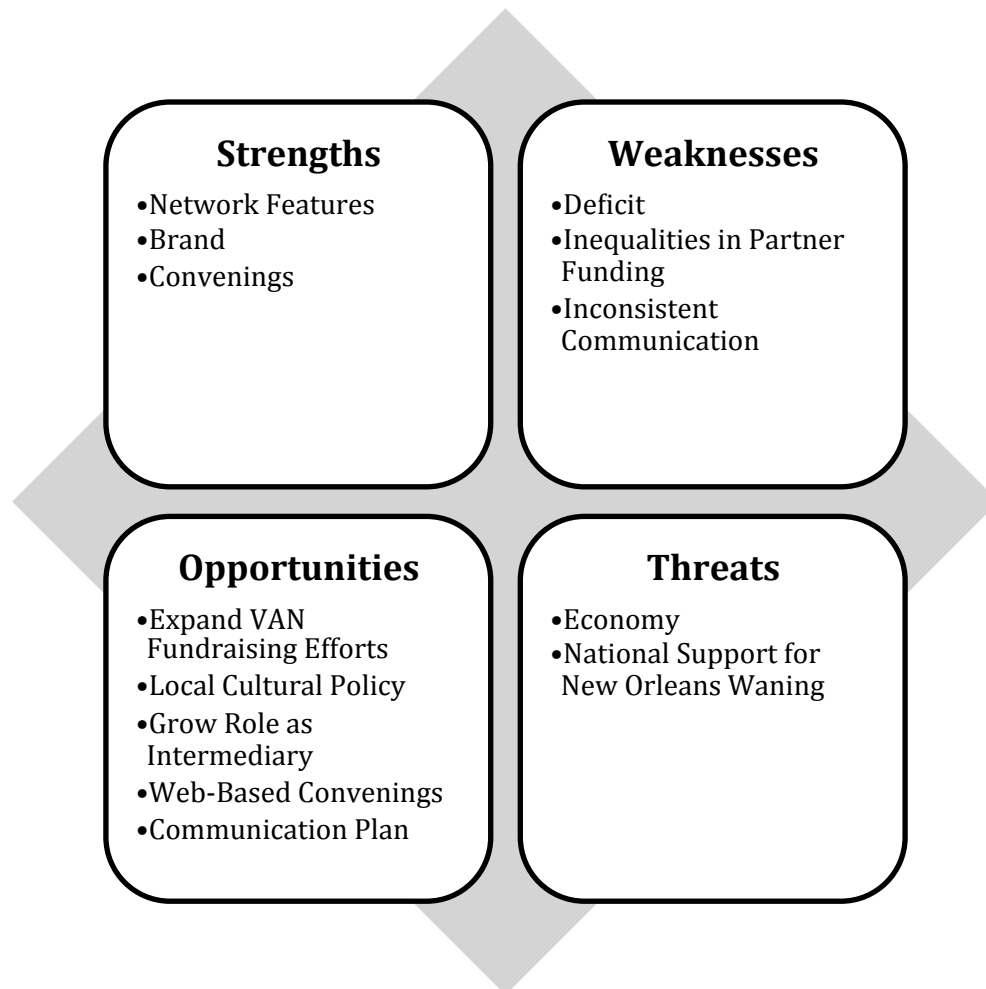 Strengths
•Network Features
•Brand
•Convenings
Weaknesses
•Deficit
•Inequalities in Partner
Funding
•Inconsistent
Communication
Opportunities
•Expand VAN
Fundraising Efforts
•Local Cultural Policy
•Grow Role as
Intermediary
•Web-Based Convenings
•Communication Plan
Threats
•Economy
•National Support for
New Orleans Waning